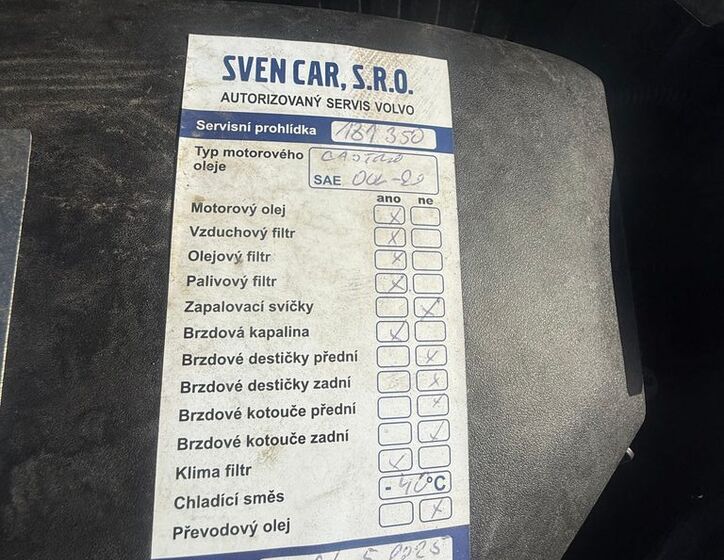 SVEN CAR, S.R.O.
AUTORIZOVANÝ SERVIS VOLVO
Servisní prohlídka 181 350
Typ motorového
oleje
SAE
ano ne
Motorový olej X
Vzduchový filtr X
Olejový filtr X
Palivový filtr X
Zapalovací svíčky X
Brzdová kapalina X
Brzdové destičky přední X
Brzdové destičky zadní X
Brzdové kotouče přední X
Brzdové kotouče zadní X
Klima filtr X
Chladící směs - 40°C
Převodový olej X